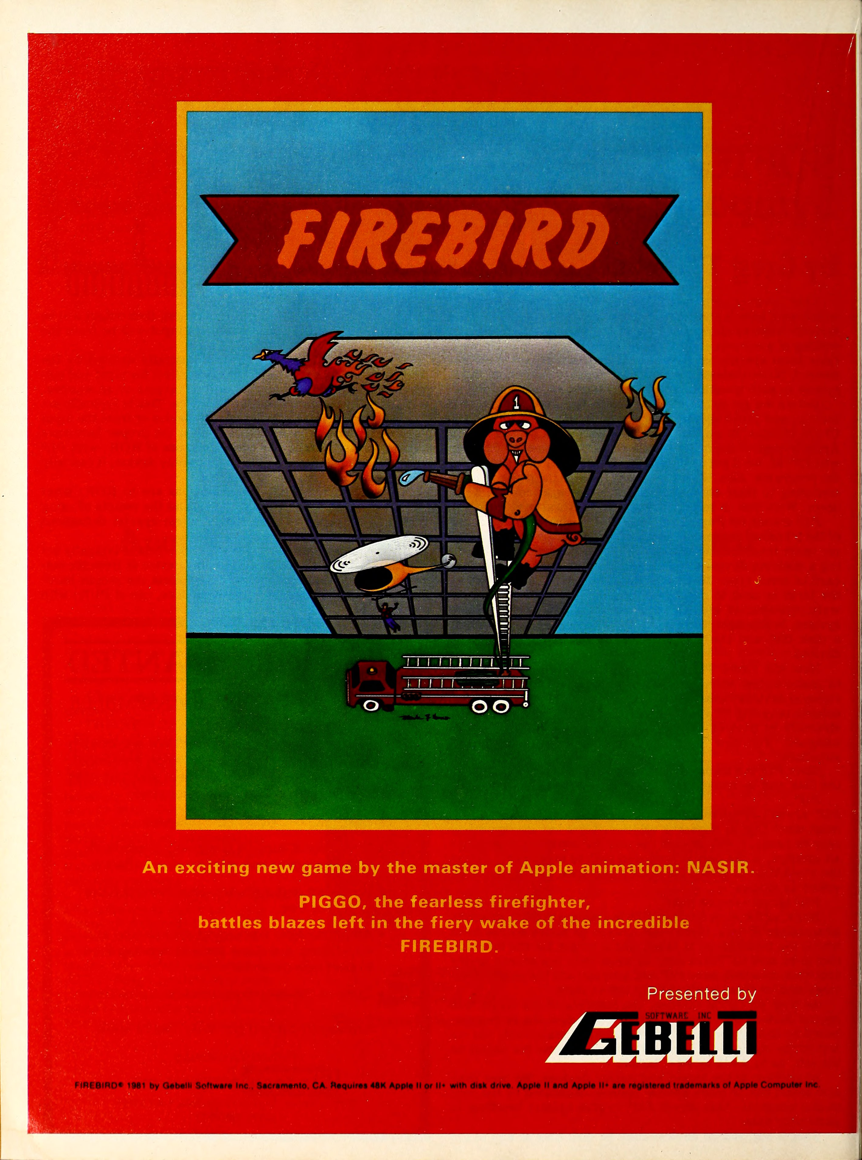 FIREBIRD
1
An exciting new game by the master of Apple animation: NASIR.
PIGGO, the fearless firefighter,
battles blazes left in the fiery wake of the incredible
FIREBIRD.
Presented by
SOFTWARE INC
GEBELLI
FIREBIRD® 1981 by Gebelli Software Inc., Sacramento, CA. Requires 48K Apple II or II+ with disk drive. Apple II and Apple II+ are registered trademarks of Apple Computer Inc.